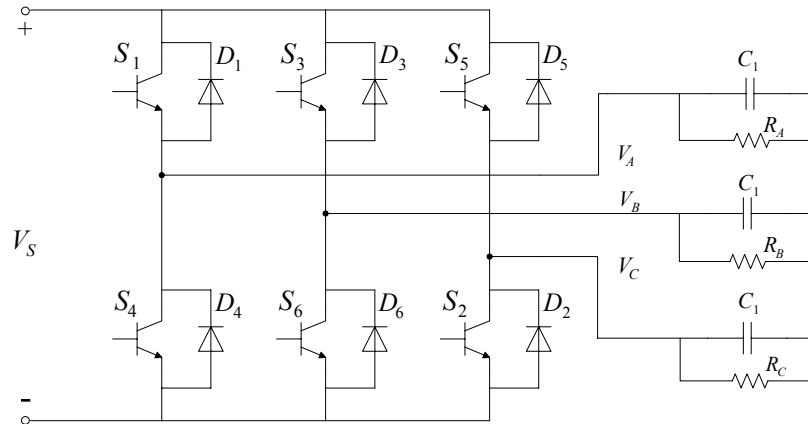 +
S1 D1 S3 D3 S5 D5
C1
RA
VA
VB
C1
RB
VS
VC
S4 D4 S6 D6 S2 D2
C1
RC
-